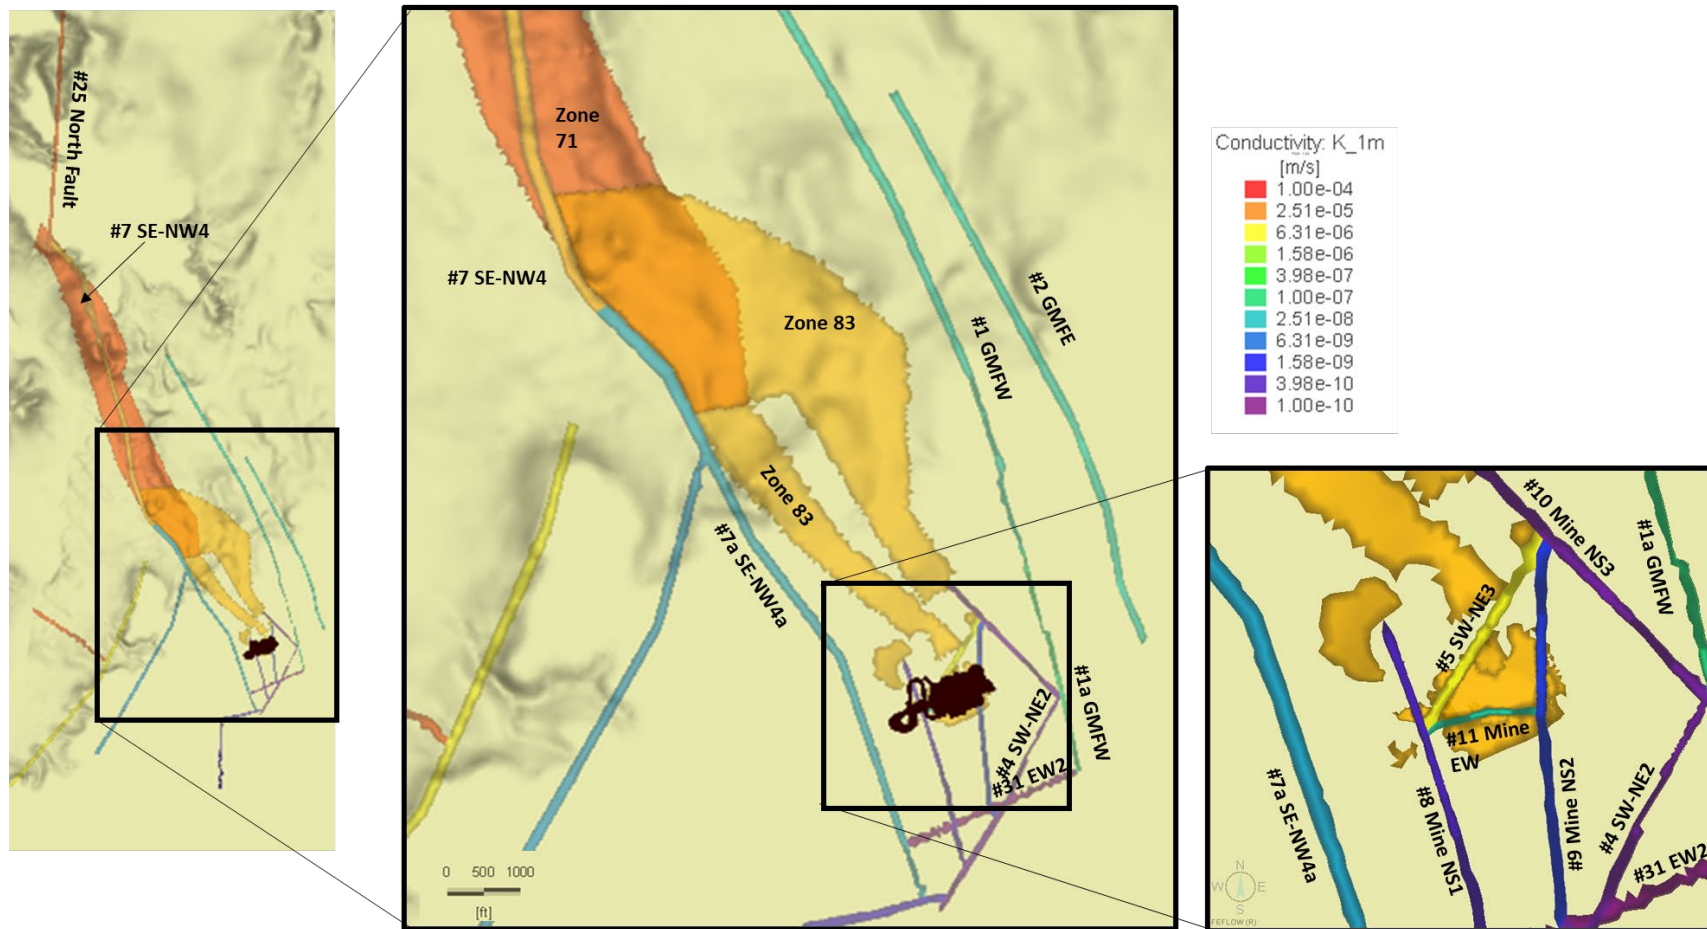 #25 North Fault
#7 SE-NW4
Zone
71
#7 SE-NW4
Zone 83
#1 GMFW
#2 GMFE
Zone 83
#7a SE-NW4a
#1a GMFW
#4 SW-NE2
#31 EW2
0 500 1000
[ft]
Conductivity: K_1m
[m/s]
1.00e-04
2.51e-05
6.31e-06
1.58e-06
3.98e-07
1.00e-07
2.51e-08
6.31e-09
1.58e-09
3.98e-10
1.00e-10
#10 Mine NS3
#1a GMFW
#5 SW-NE3
#11 Mine
EW
#7a SE-NW4a
#8 Mine NS1
#9 Mine NS2
#4 SW-NE2
#31 EW2
N
W E
S
FEFLOW (R)